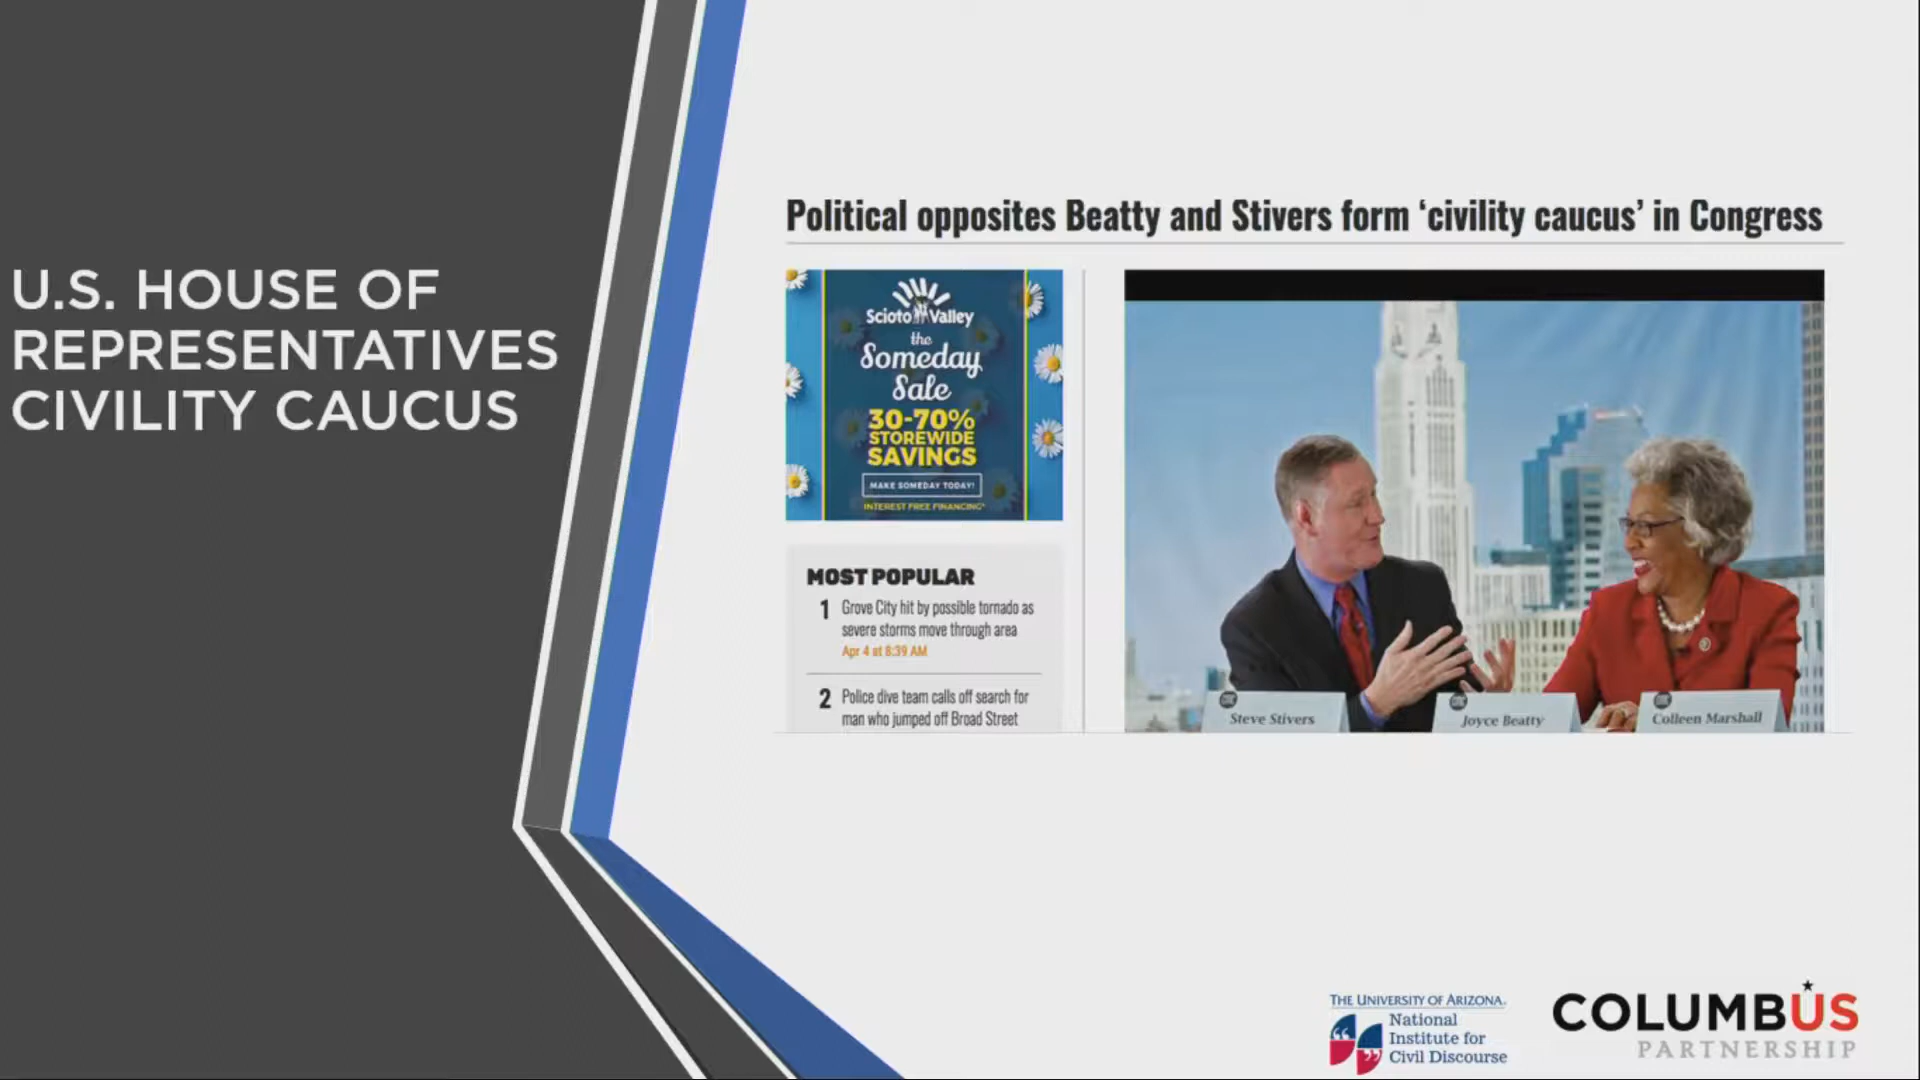 U.S. HOUSE OF
REPRESENTATIVES
CIVILITY CAUCUS
Political opposites Beatty and Stivers form ‘civility caucus’ in Congress
Scioto Valley
the
Someday
Sale
30-70%
STOREWIDE
SAVINGS
MAKE SOMEDAY TODAY!
INTEREST FREE FINANCING*
MOST POPULAR
1 Grove City hit by possible tornado as
severe storms move through area
Apr 4 at 8:39 AM
2 Police dive team calls off search for
man who jumped off Broad Street
Steve Stivers
Joyce Beatty
Colleen Marshall
THE UNIVERSITY OF ARIZONA.
National
Institute for
Civil Discourse
COLUMBUS
PARTNERSHIP